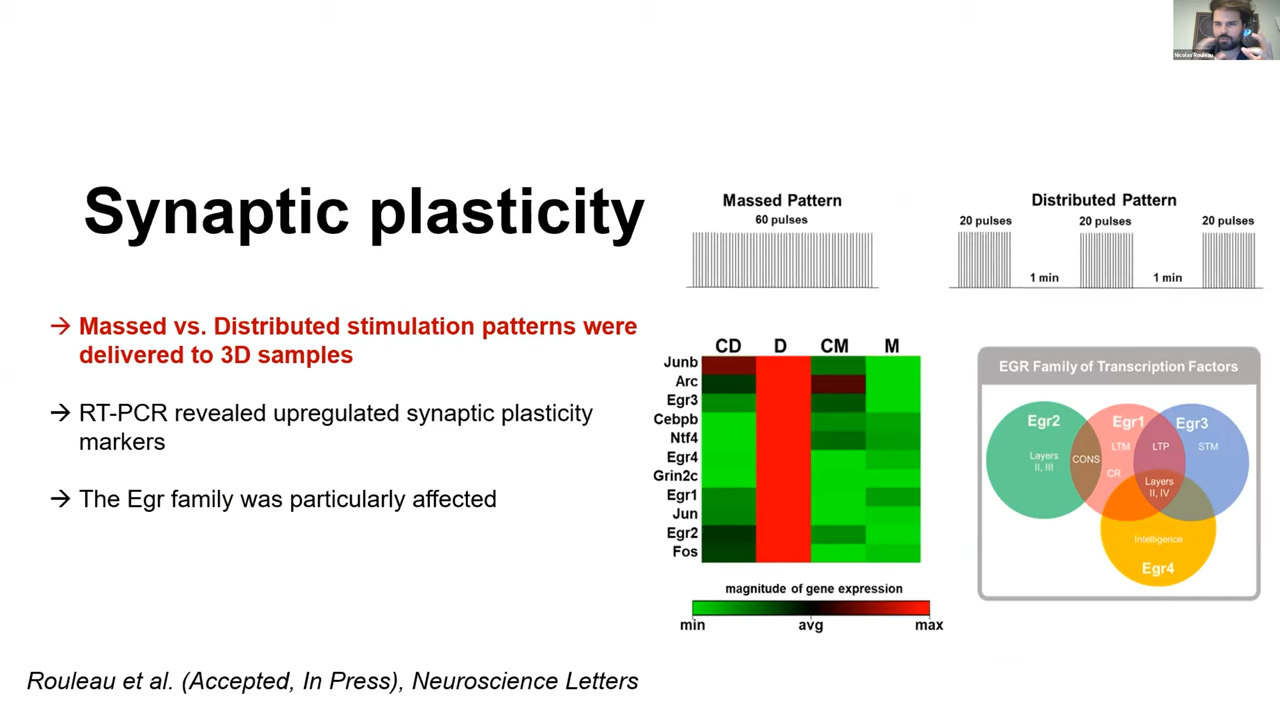 Nicolas Rouleau
Synaptic plasticity
→ Massed vs. Distributed stimulation patterns were
delivered to 3D samples
→ RT-PCR revealed upregulated synaptic plasticity
markers
→ The Egr family was particularly affected
Massed Pattern
60 pulses
Distributed Pattern
20 pulses 20 pulses 20 pulses
1 min 1 min
CD D CM M
Junb
Arc
Egr3
Cebpb
Ntf4
Egr4
Grin2c
Egr1
Jun
Egr2
Fos
magnitude of gene expression
min avg max
EGR Family of Transcription Factors
Egr2 Egr1 Egr3
LTM LTP STM
Layers
II, III
CONS
CR
Layers
II, IV
Intelligence
Egr4
Rouleau et al. (Accepted, In Press), Neuroscience Letters